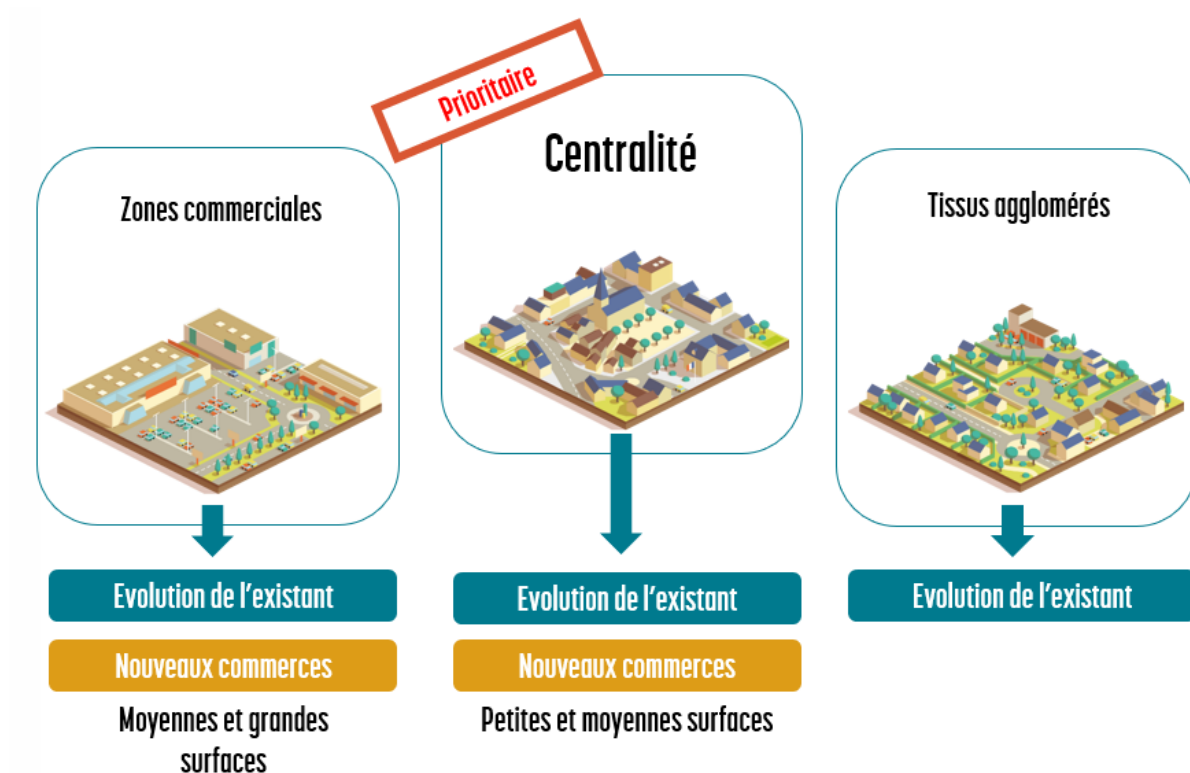 Prioritaire
Centralité
Zones commerciales
Tissus agglomérés
Evolution de l'existant
Evolution de l'existant
Evolution de l'existant
Nouveaux commerces
Nouveaux commerces
Moyennes et grandes
surfaces
Petites et moyennes surfaces